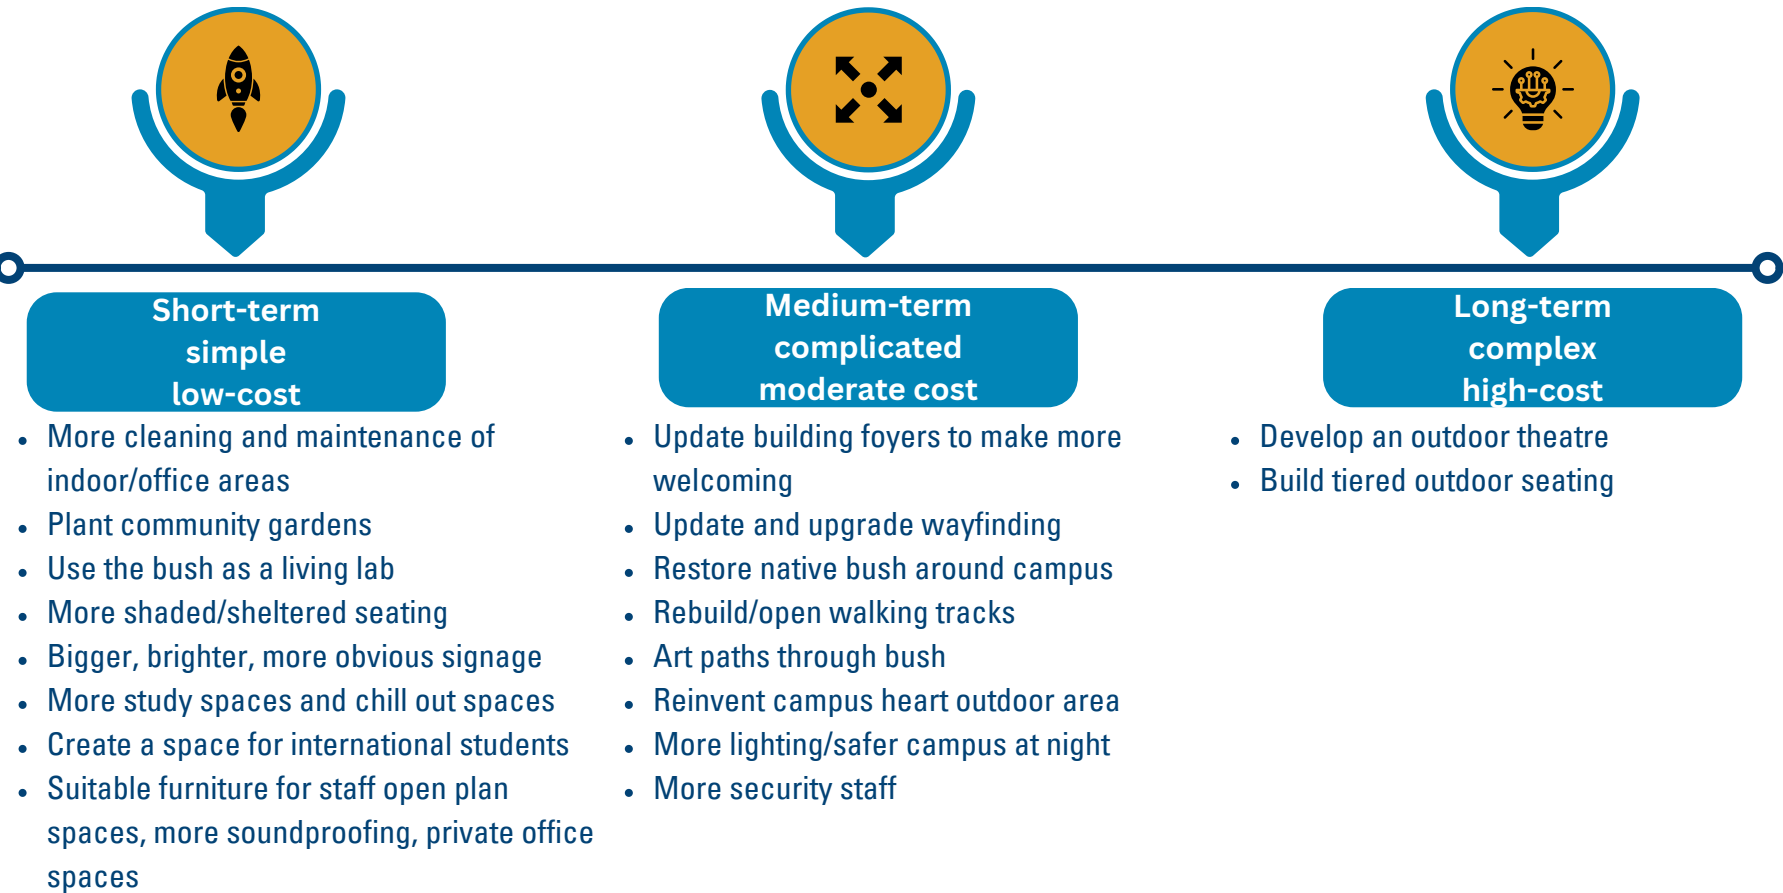 Short-term
simple
low-cost
• More cleaning and maintenance of
indoor/office areas
• Plant community gardens
• Use the bush as a living lab
• More shaded/sheltered seating
• Bigger, brighter, more obvious signage
• More study spaces and chill out spaces
• Create a space for international students
• Suitable furniture for staff open plan
spaces, more soundproofing, private office
spaces
Medium-term
complicated
moderate cost
• Update building foyers to make more
welcoming
• Update and upgrade wayfinding
• Restore native bush around campus
• Rebuild/open walking tracks
• Art paths through bush
• Reinvent campus heart outdoor area
• More lighting/safer campus at night
• More security staff
Long-term
complex
high-cost
• Develop an outdoor theatre
• Build tiered outdoor seating